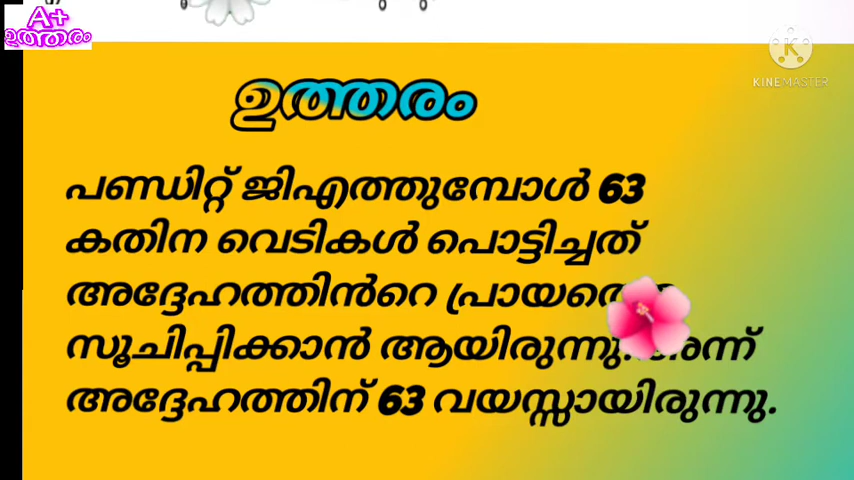 A+
ഉത്തരം
KINEMASTER
ഉത്തരം
പണ്ഡിറ്റ് ജിഎത്തുമ്പോൾ 63
കതിന വെടികൾ പൊട്ടിച്ചത്
അദ്ദേഹത്തിൻറെ
സൂചിപ്പിക്കാൻ ആയിരുന്നു. അന്ന്
അദ്ദേഹത്തിന് 63 വയസ്സായിരുന്നു.